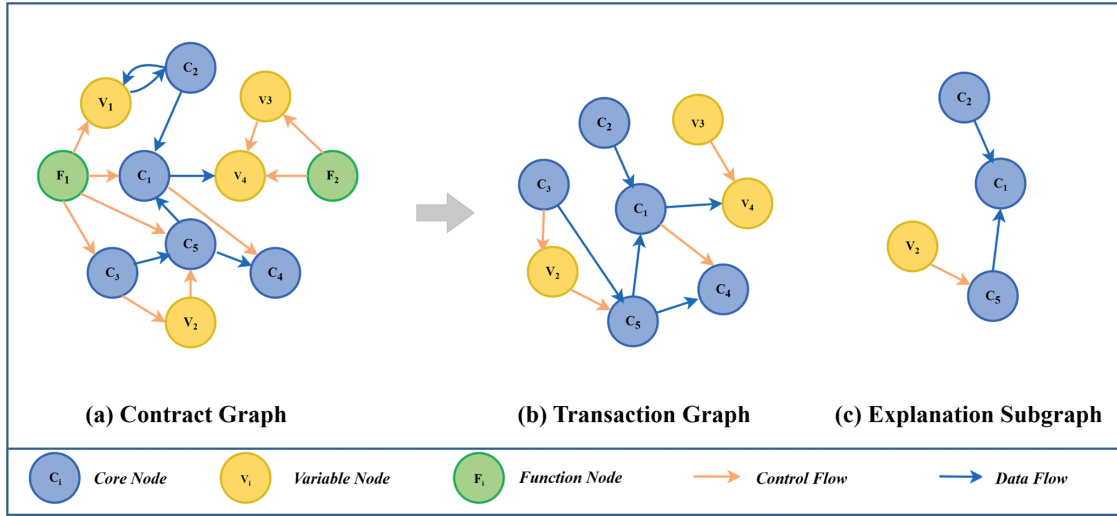 C2
V1
V3
F1
C1
V4
F2
C5
C3
C4
V2
C2
V3
C3
C1
V4
V2
C4
C5
C2
C1
V2
C5
(a) Contract Graph
(b) Transaction Graph
(c) Explanation Subgraph
Ci Core Node
Vi Variable Node
Fi Function Node
Control Flow
Data Flow